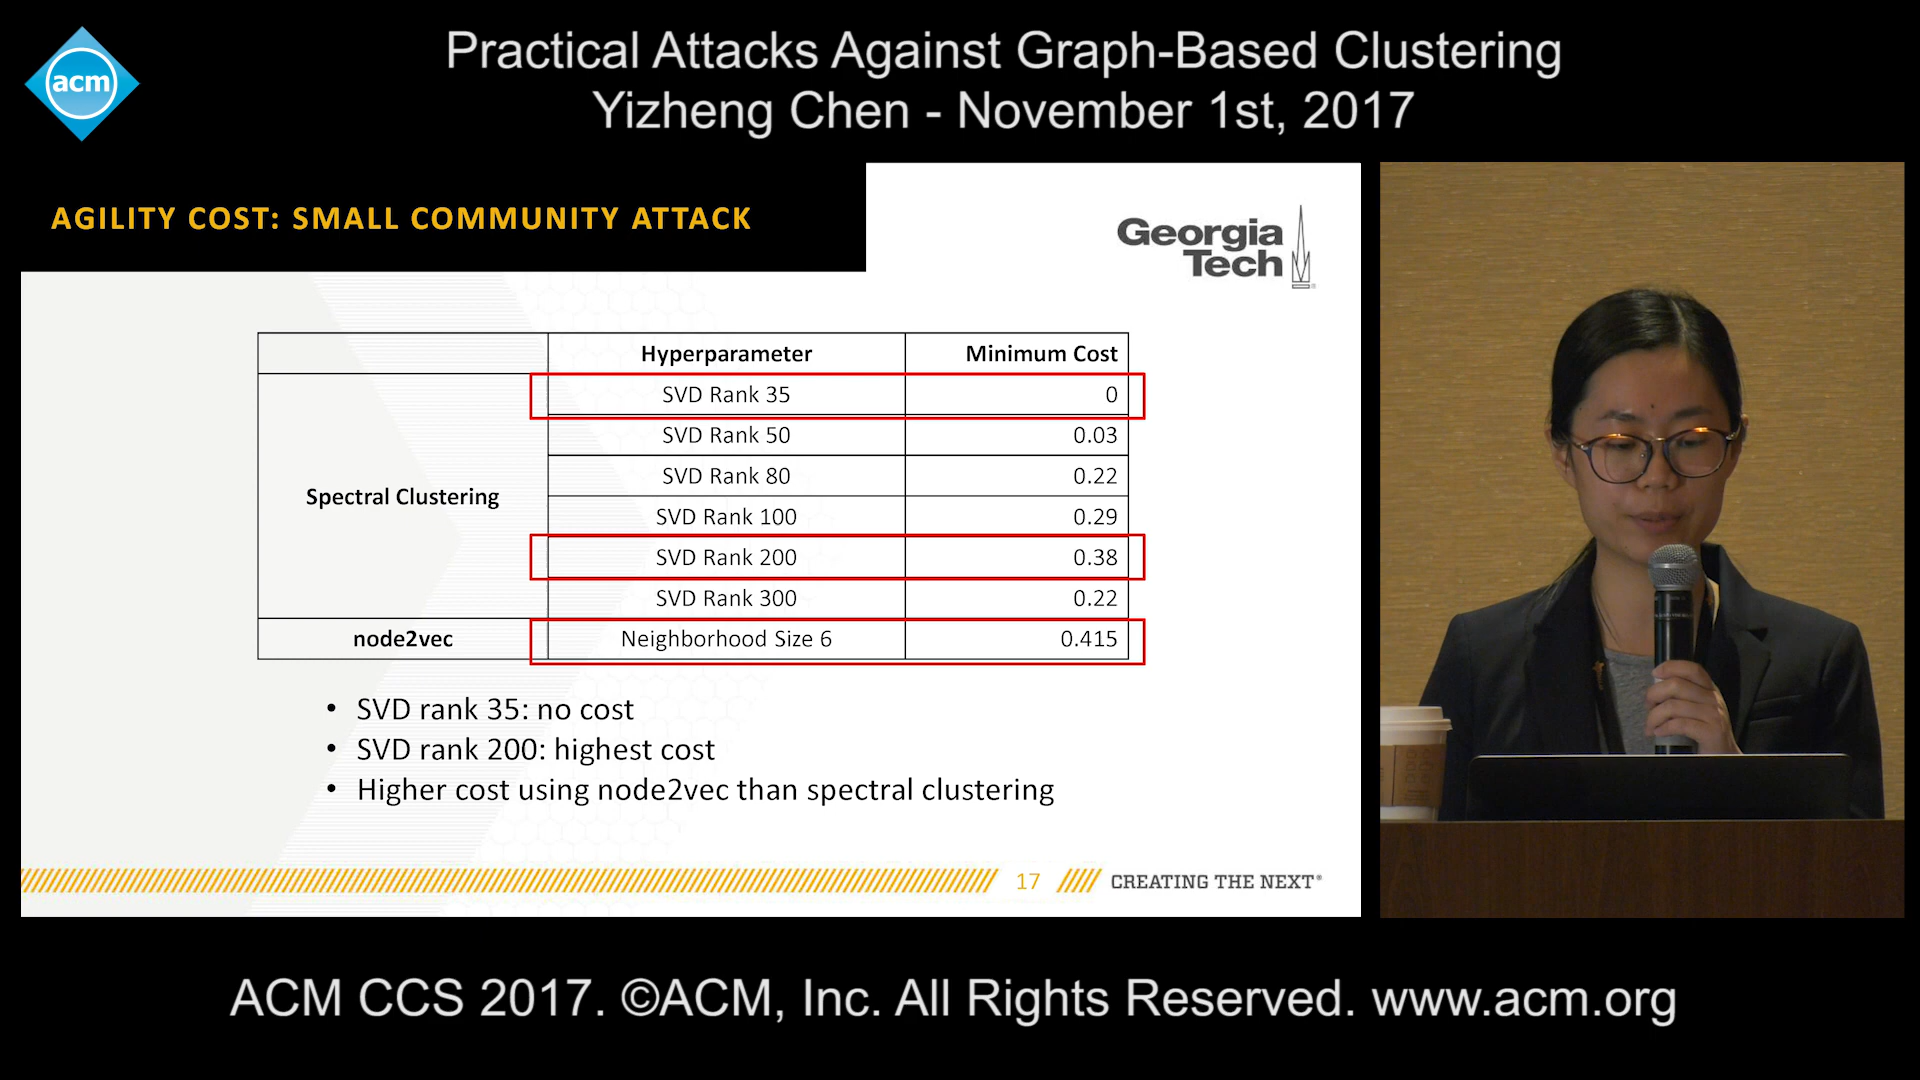 acm
Practical Attacks Against Graph-Based Clustering
Yizheng Chen - November 1st, 2017
AGILITY COST: SMALL COMMUNITY ATTACK
Georgia
Tech
Hyperparameter Minimum Cost
SVD Rank 35 0
SVD Rank 50 0.03
SVD Rank 80 0.22
Spectral Clustering
SVD Rank 100 0.29
SVD Rank 200 0.38
SVD Rank 300 0.22
node2vec Neighborhood Size 6 0.415
• SVD rank 35: no cost
• SVD rank 200: highest cost
• Higher cost using node2vec than spectral clustering
17 CREATING THE NEXT®
ACM CCS 2017. ©ACM, Inc. All Rights Reserved. www.acm.org